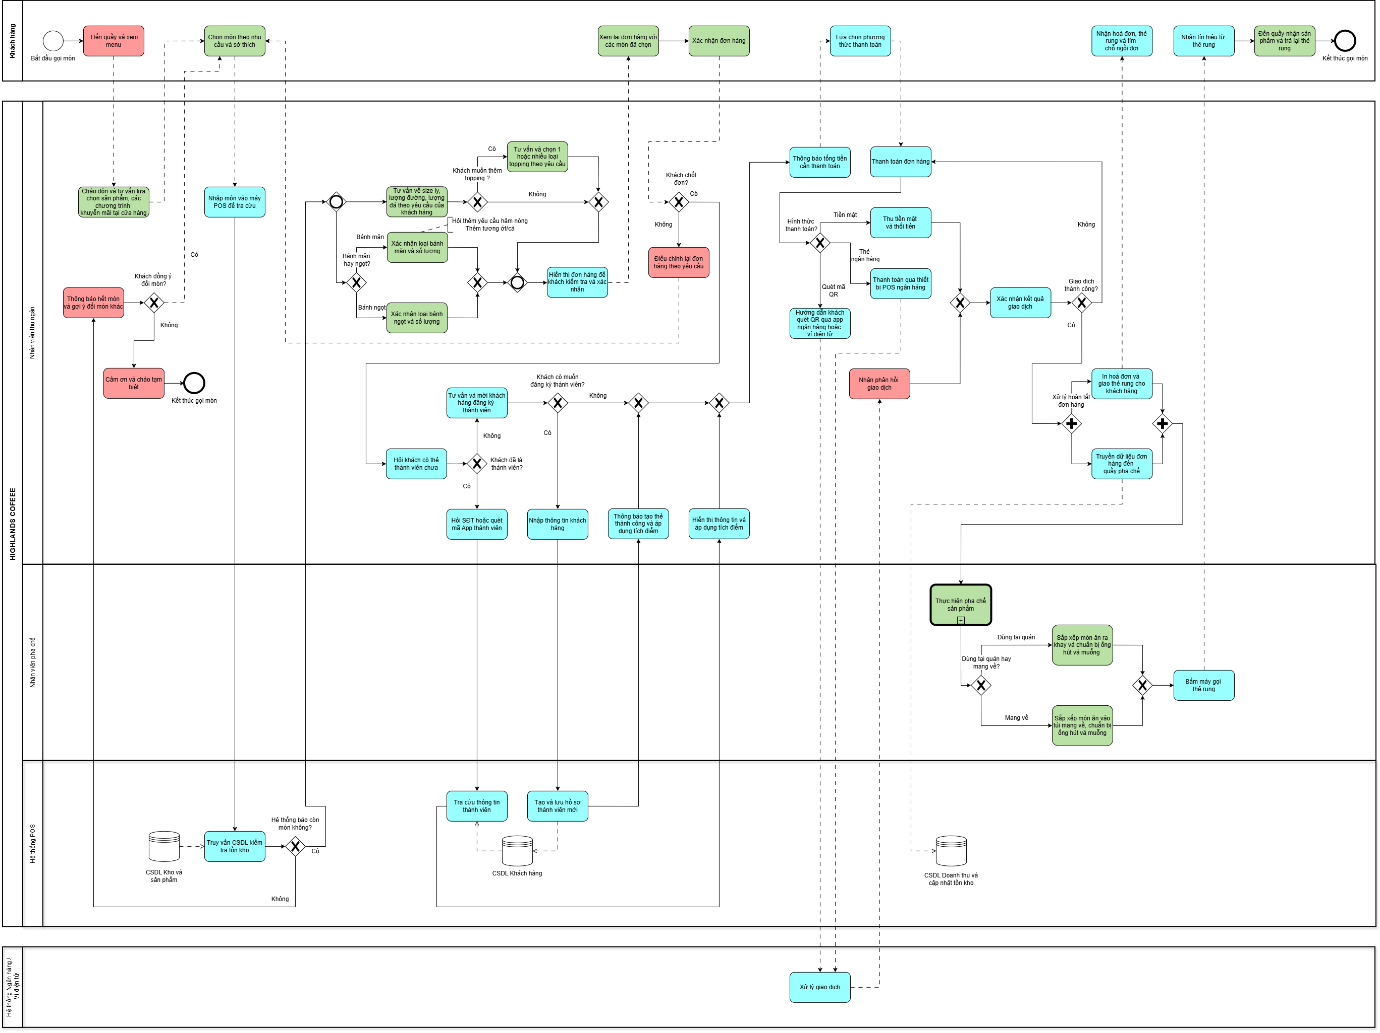 Khách hàng
Bắt đầu gọi món
Đến quầy và xem
menu
Chọn món theo nhu
cầu và sở thích
Xem lại đơn hàng với
các món đã chọn
Xác nhận đơn hàng
Lựa chọn phương
thức thanh toán
Nhận hoá đơn, thẻ
rung và tìm
chỗ ngồi đợi
Nhận tín hiệu từ
thẻ rung
Đến quầy nhận sản
phẩm và trả lại thẻ
rung
Kết thúc gọi món
HIGHLANDS COFEEE
Nhân viên thu ngân
Chào đón và tư vấn lựa
chọn sản phẩm, các
chương trình
khuyến mãi tại cửa hàng
Nhập món vào máy
POS để tra cứu
Có
Khách đồng ý
đổi món?
Thông báo hết món
và gợi ý đổi món khác
Không
Cảm ơn và chào tạm
biệt
Kết thúc gọi món
Tư vấn và chọn 1
hoặc nhiều loại
topping theo yêu cầu
Có
Khách muốn thêm
topping ?
Tư vấn về size ly,
lượng đường, lượng
đá theo yêu cầu của
khách hàng
Không
Hỏi thêm yêu cầu hâm nóng
Thêm tương ớt/cà
Bánh mặn
Xác nhận loại bánh
mặn và số lượng
Bánh mặn
hay ngọt?
Bánh ngọt
Xác nhận loại bánh
ngọt và số lượng
Hiển thị đơn hàng để
khách kiểm tra và xác
nhận
Khách chốt
đơn?
Có
Không
Điều chỉnh lại đơn
hàng theo yêu cầu
Thông báo tổng tiền
cần thanh toán
Thanh toán đơn hàng
Hình thức
thanh toán?
Tiền mặt
Thu tiền mặt
và thối tiền
Thẻ
ngân hàng
Thanh toán qua thiết
bị POS ngân hàng
Quét mã
QR
Hướng dẫn khách
quét QR qua app
ngân hàng hoặc
ví điện tử
Nhận phản hồi
giao dịch
Xác nhận kết quả
giao dịch
Giao dịch
thành công?
Không
Có
Xử lý hoàn tất
đơn hàng
In hoá đơn và
giao thẻ rung cho
khách hàng
Truyền dữ liệu đơn
hàng đến
quầy pha chế
Tư vấn và mời khách
hàng đăng ký
thành viên
Khách có muốn
đăng ký thành viên?
Không
Có
Không
Hỏi khách có thẻ
thành viên chưa
Khách đã là
thành viên?
Có
Hỏi SĐT hoặc quét
mã App thành viên
Nhập thông tin khách
hàng
Thông báo tạo thẻ
thành công và áp
dụng tích điểm
Hiển thị thông tin và
áp dụng tích điểm
Nhân viên pha chế
Thực hiện pha chế
sản phẩm
Dùng tại quán hay
mang về?
Dùng tại quán
Sắp xếp món ăn ra
khay và chuẩn bị ống
hút và muỗng
Mang về
Sắp xếp món ăn vào
túi mang về, chuẩn bị
ống hút và muỗng
Bấm máy gọi
thẻ rung
Hệ thống POS
CSDL Kho và
sản phẩm
Truy vấn CSDL kiểm
tra tồn kho
Hệ thống báo còn
món không?
Có
Không
Tra cứu thông tin
thành viên
Tạo và lưu hồ sơ
thành viên mới
CSDL Khách hàng
CSDL Doanh thu và
cập nhật tồn kho
Hệ thống Ngân hàng /
Ví điện tử
Xử lý giao dịch